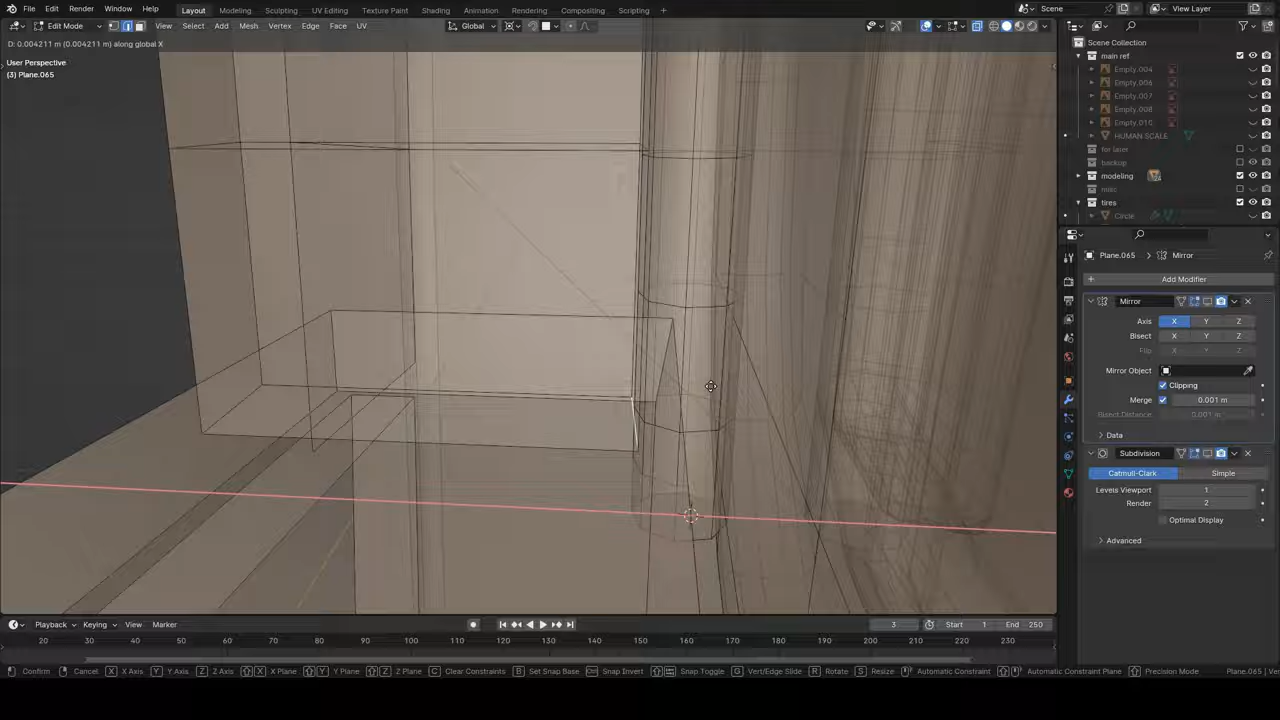 File Edit Render Window Help Layout Modeling Sculpting UV Editing Texture Paint Shading Animation Rendering Compositing Scripting + Scene View Layer
Edit Mode View Select Add Mesh Vertex Edge Face UV Global
D: 0.004211 m (0.004211 m) along global X
User Perspective
(3) Plane.065
Scene Collection
main ref
Empty.004
Empty.006
Empty.007
Empty.008
Empty.010
HUMAN SCALE
for laser
backup
modeling
misc
tires
Circle
Plane.065 > Mirror
+ Add Modifier
Mirror
Axis X Y Z
Bisect X Y Z
Flip X Y Z
Mirror Object
Clipping
Merge 0.001 m
Bisect Distance 0.001 m
Data
Subdivision
Catmull-Clark Simple
Levels Viewport 1
Render 2
Optimal Display
Advanced
Playback Keying View Marker 3 Start 1 End 250
20 30 40 50 60 70 80 90 100 110 120 130 140 150 160 170 180 190 200 210 220 230
Confirm Cancel X X Axis Y Y Axis Z Z Axis X X Plane Y Y Plane Z Z Plane C Clear Constraints B Set Snap Base Snap Invert Snap Toggle G Vert/Edge Slide R Rotate S Resize Automatic Constraint Automatic Constraint Plane Precision Mode Plane.065 | Ver